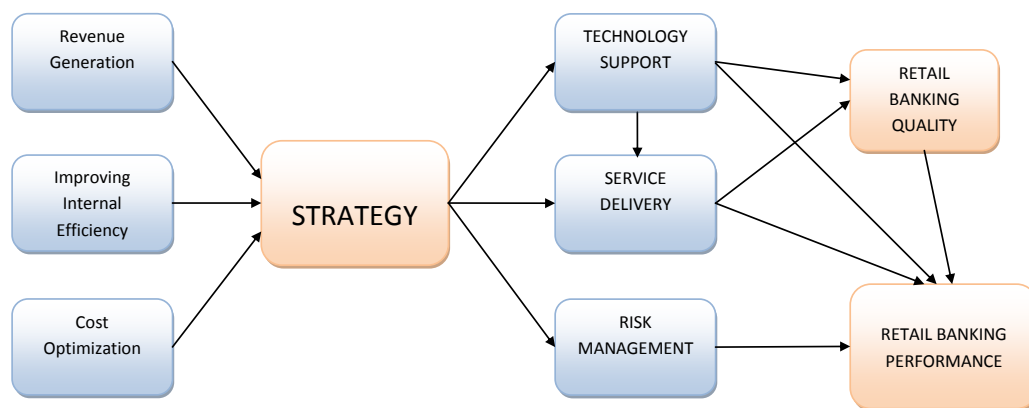 Revenue
Generation
Improving
Internal
Efficiency
Cost
Optimization
STRATEGY
TECHNOLOGY
SUPPORT
SERVICE
DELIVERY
RISK
MANAGEMENT
RETAIL
BANKING
QUALITY
RETAIL BANKING
PERFORMANCE